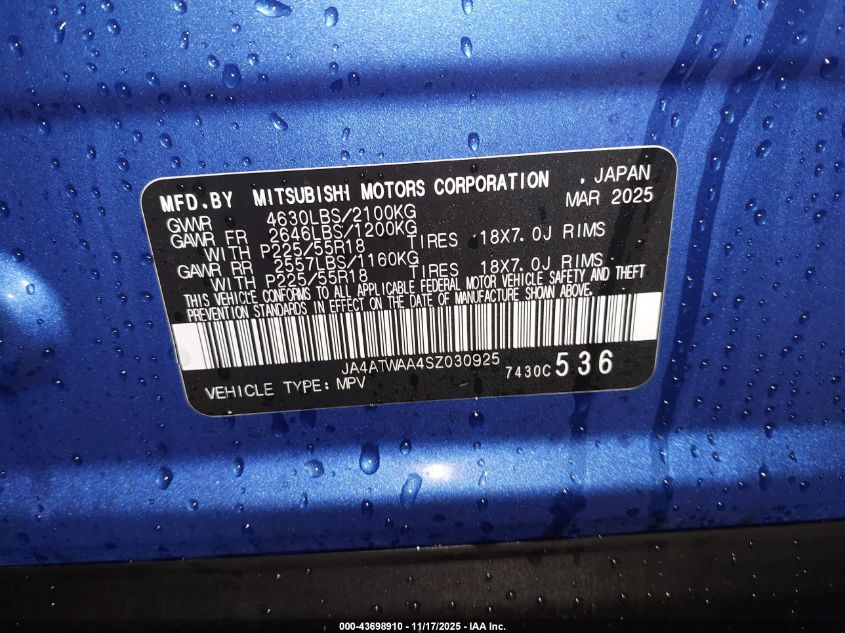 MFD.BY MITSUBISHI MOTORS CORPORATION , JAPAN
GWVR 4630LBS/2100KG MAR 2025
GAWR FR 2646LBS/1200KG
WITH P225/55R18 TIRES 18X7.0J RIMS
GAWR RR 2557LBS/1160KG
WITH P225/55R18 TIRES 18X7.0J RIMS
THIS VEHICLE CONFORMS TO ALL APPLICABLE FEDERAL MOTOR VEHICLE SAFETY AND THEFT
PREVENTION STANDARDS IN EFFECT ON THE DATE OF MANUFACTURE SHOWN ABOVE.
JA4ATWAA4SZ030925 7430C 536
VEHICLE TYPE: MPV
000-43698910 - 11/17/2025 - IAA Inc.